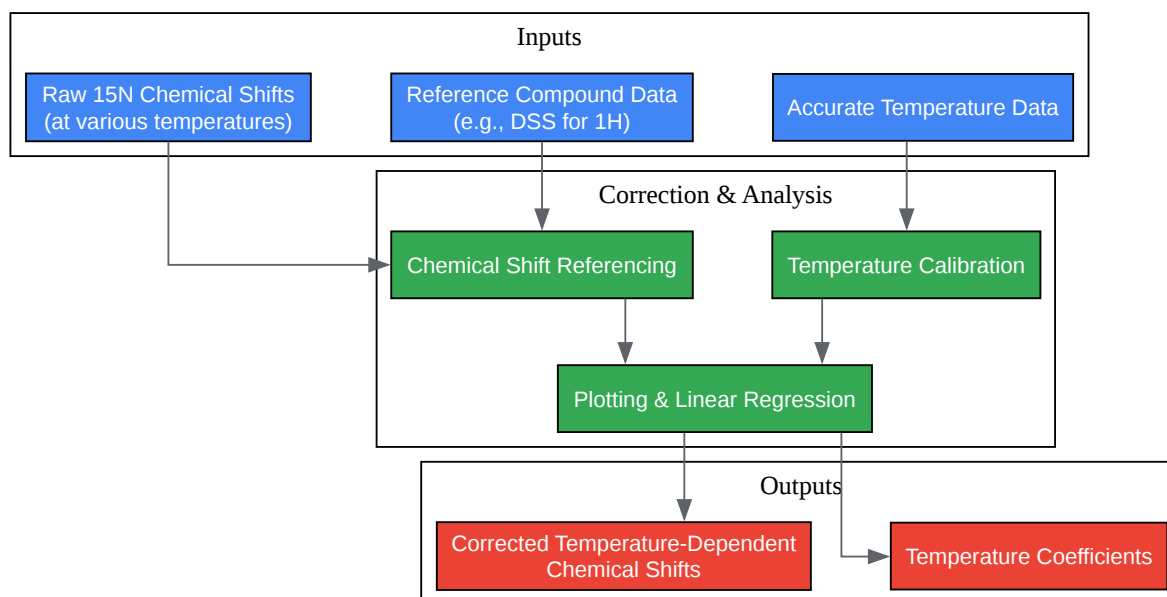 Inputs
Raw 15N Chemical Shifts
(at various temperatures)
Reference Compound Data
(e.g., DSS for 1H)
Accurate Temperature Data
Correction & Analysis
Chemical Shift Referencing
Temperature Calibration
Plotting & Linear Regression
Outputs
Corrected Temperature-Dependent
Chemical Shifts
Temperature Coefficients